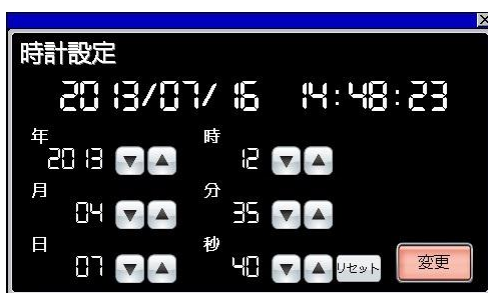 時計設定
2013/07/16 14:48:23
年 時
2013 ▼▲ 12 ▼▲
月 分
04 ▼▲ 35 ▼▲
日 秒
07 ▼▲ 40 ▼▲ リセット 変更